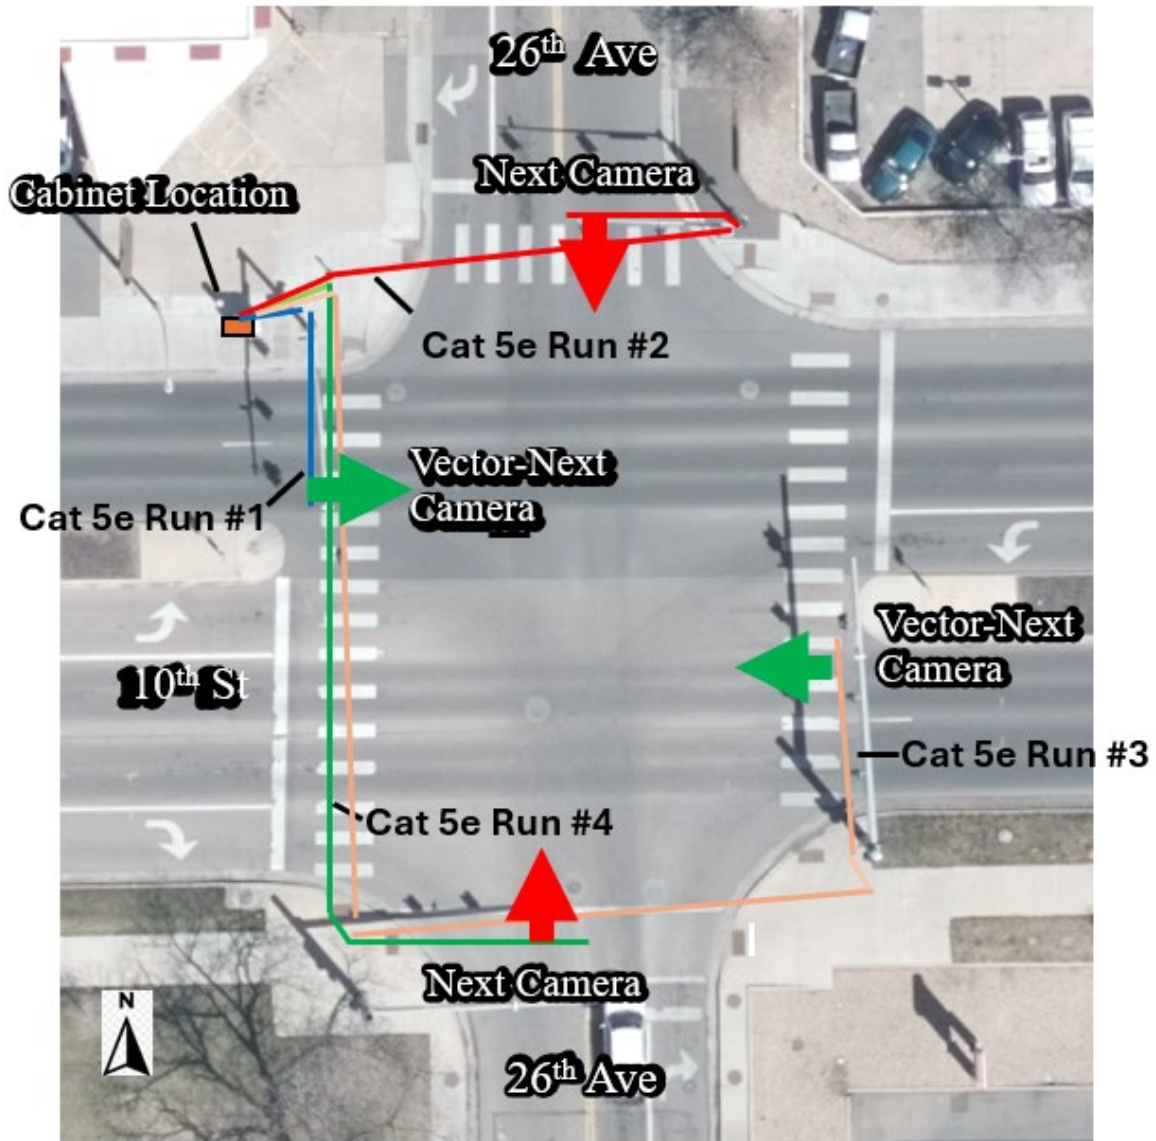 26th Ave
Next Camera
Cabinet Location
Cat 5e Run #2
Vector-Next
Camera
Cat 5e Run #1
Vector-Next
Camera
10th St
Cat 5e Run #3
Cat 5e Run #4
Next Camera
N
26th Ave